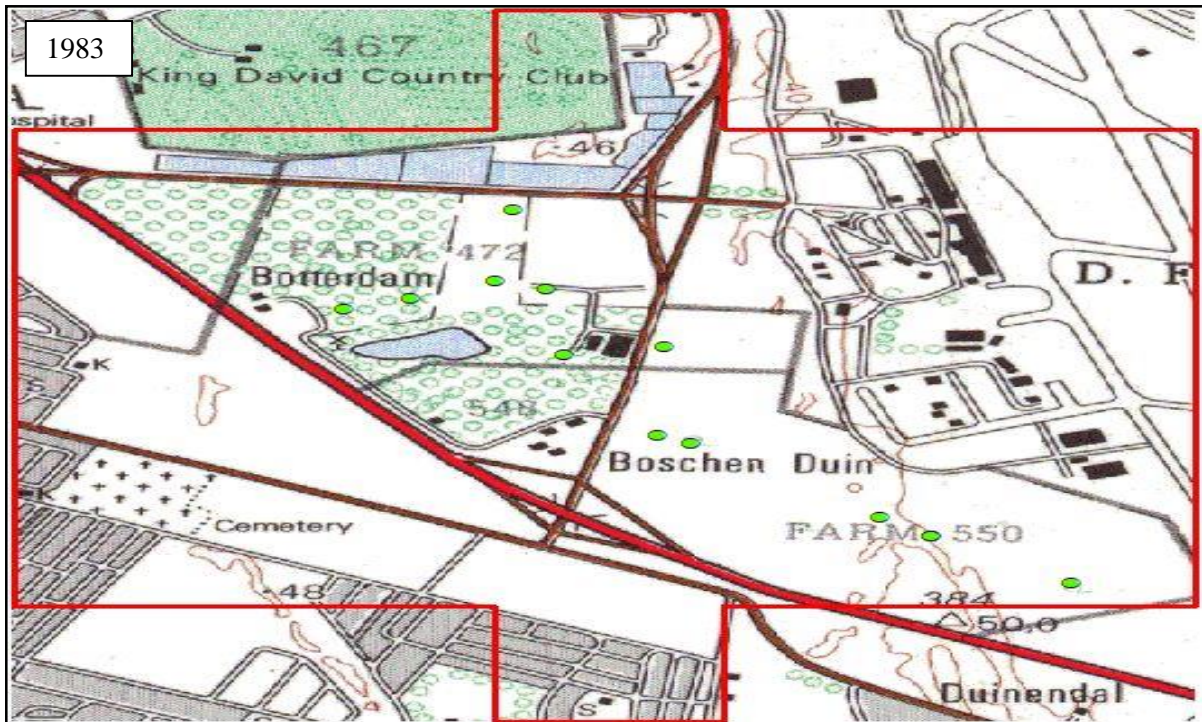 1983
467
King David Country Club
L
ospital
46
FARM 472
Botterdam
D. F
K
S
548
Boschen Duin
K
Cemetery
FARM 550
48
384
50,0
Duinendal
S